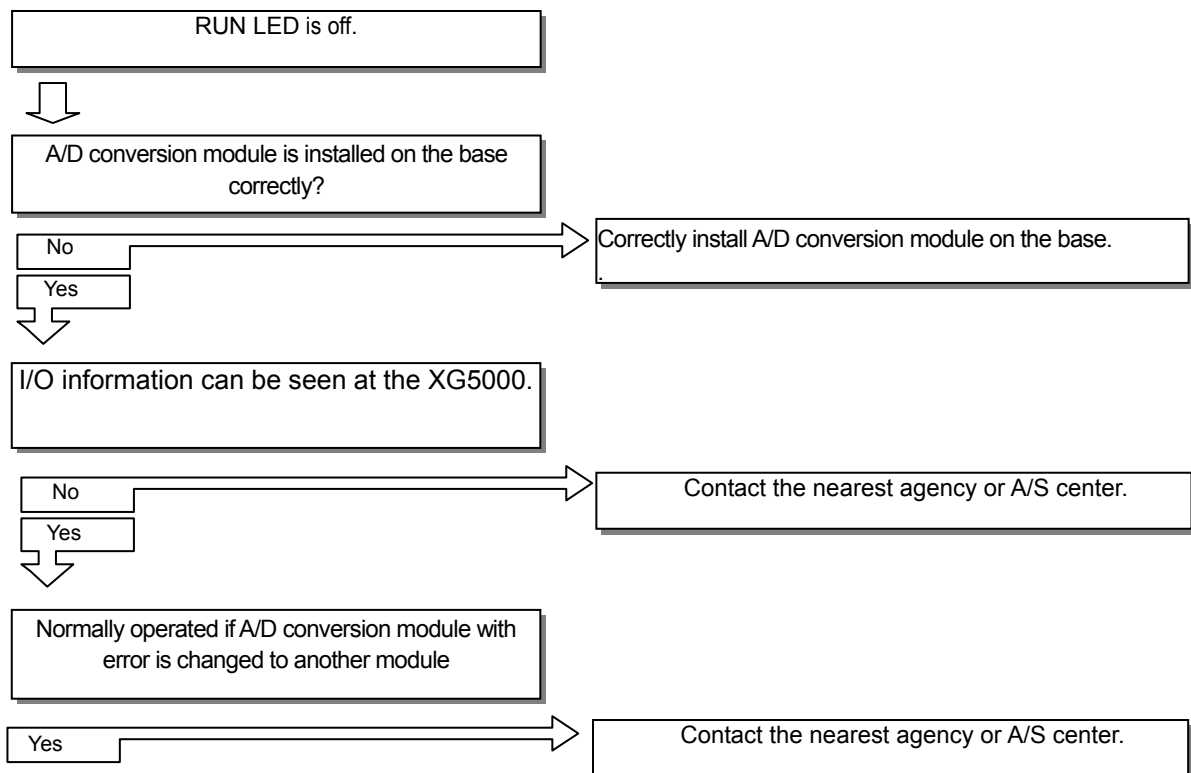 RUN LED is off.
A/D conversion module is installed on the base
correctly?
No
Correctly install A/D conversion module on the base.
.
Yes
I/O information can be seen at the XG5000.
No
Contact the nearest agency or A/S center.
Yes
Normally operated if A/D conversion module with
error is changed to another module
Yes
Contact the nearest agency or A/S center.